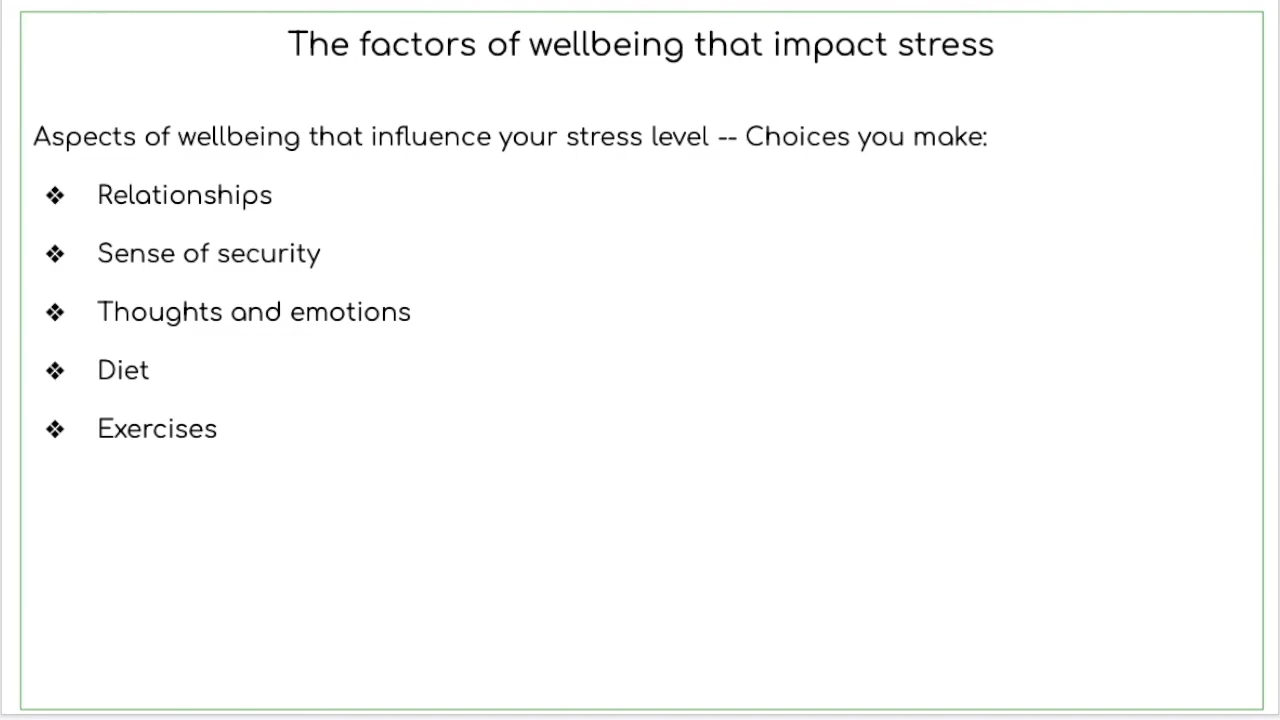 The factors of wellbeing that impact stress
Aspects of wellbeing that influence your stress level -- Choices you make:
❖ Relationships
❖ Sense of security
❖ Thoughts and emotions
❖ Diet
❖ Exercises